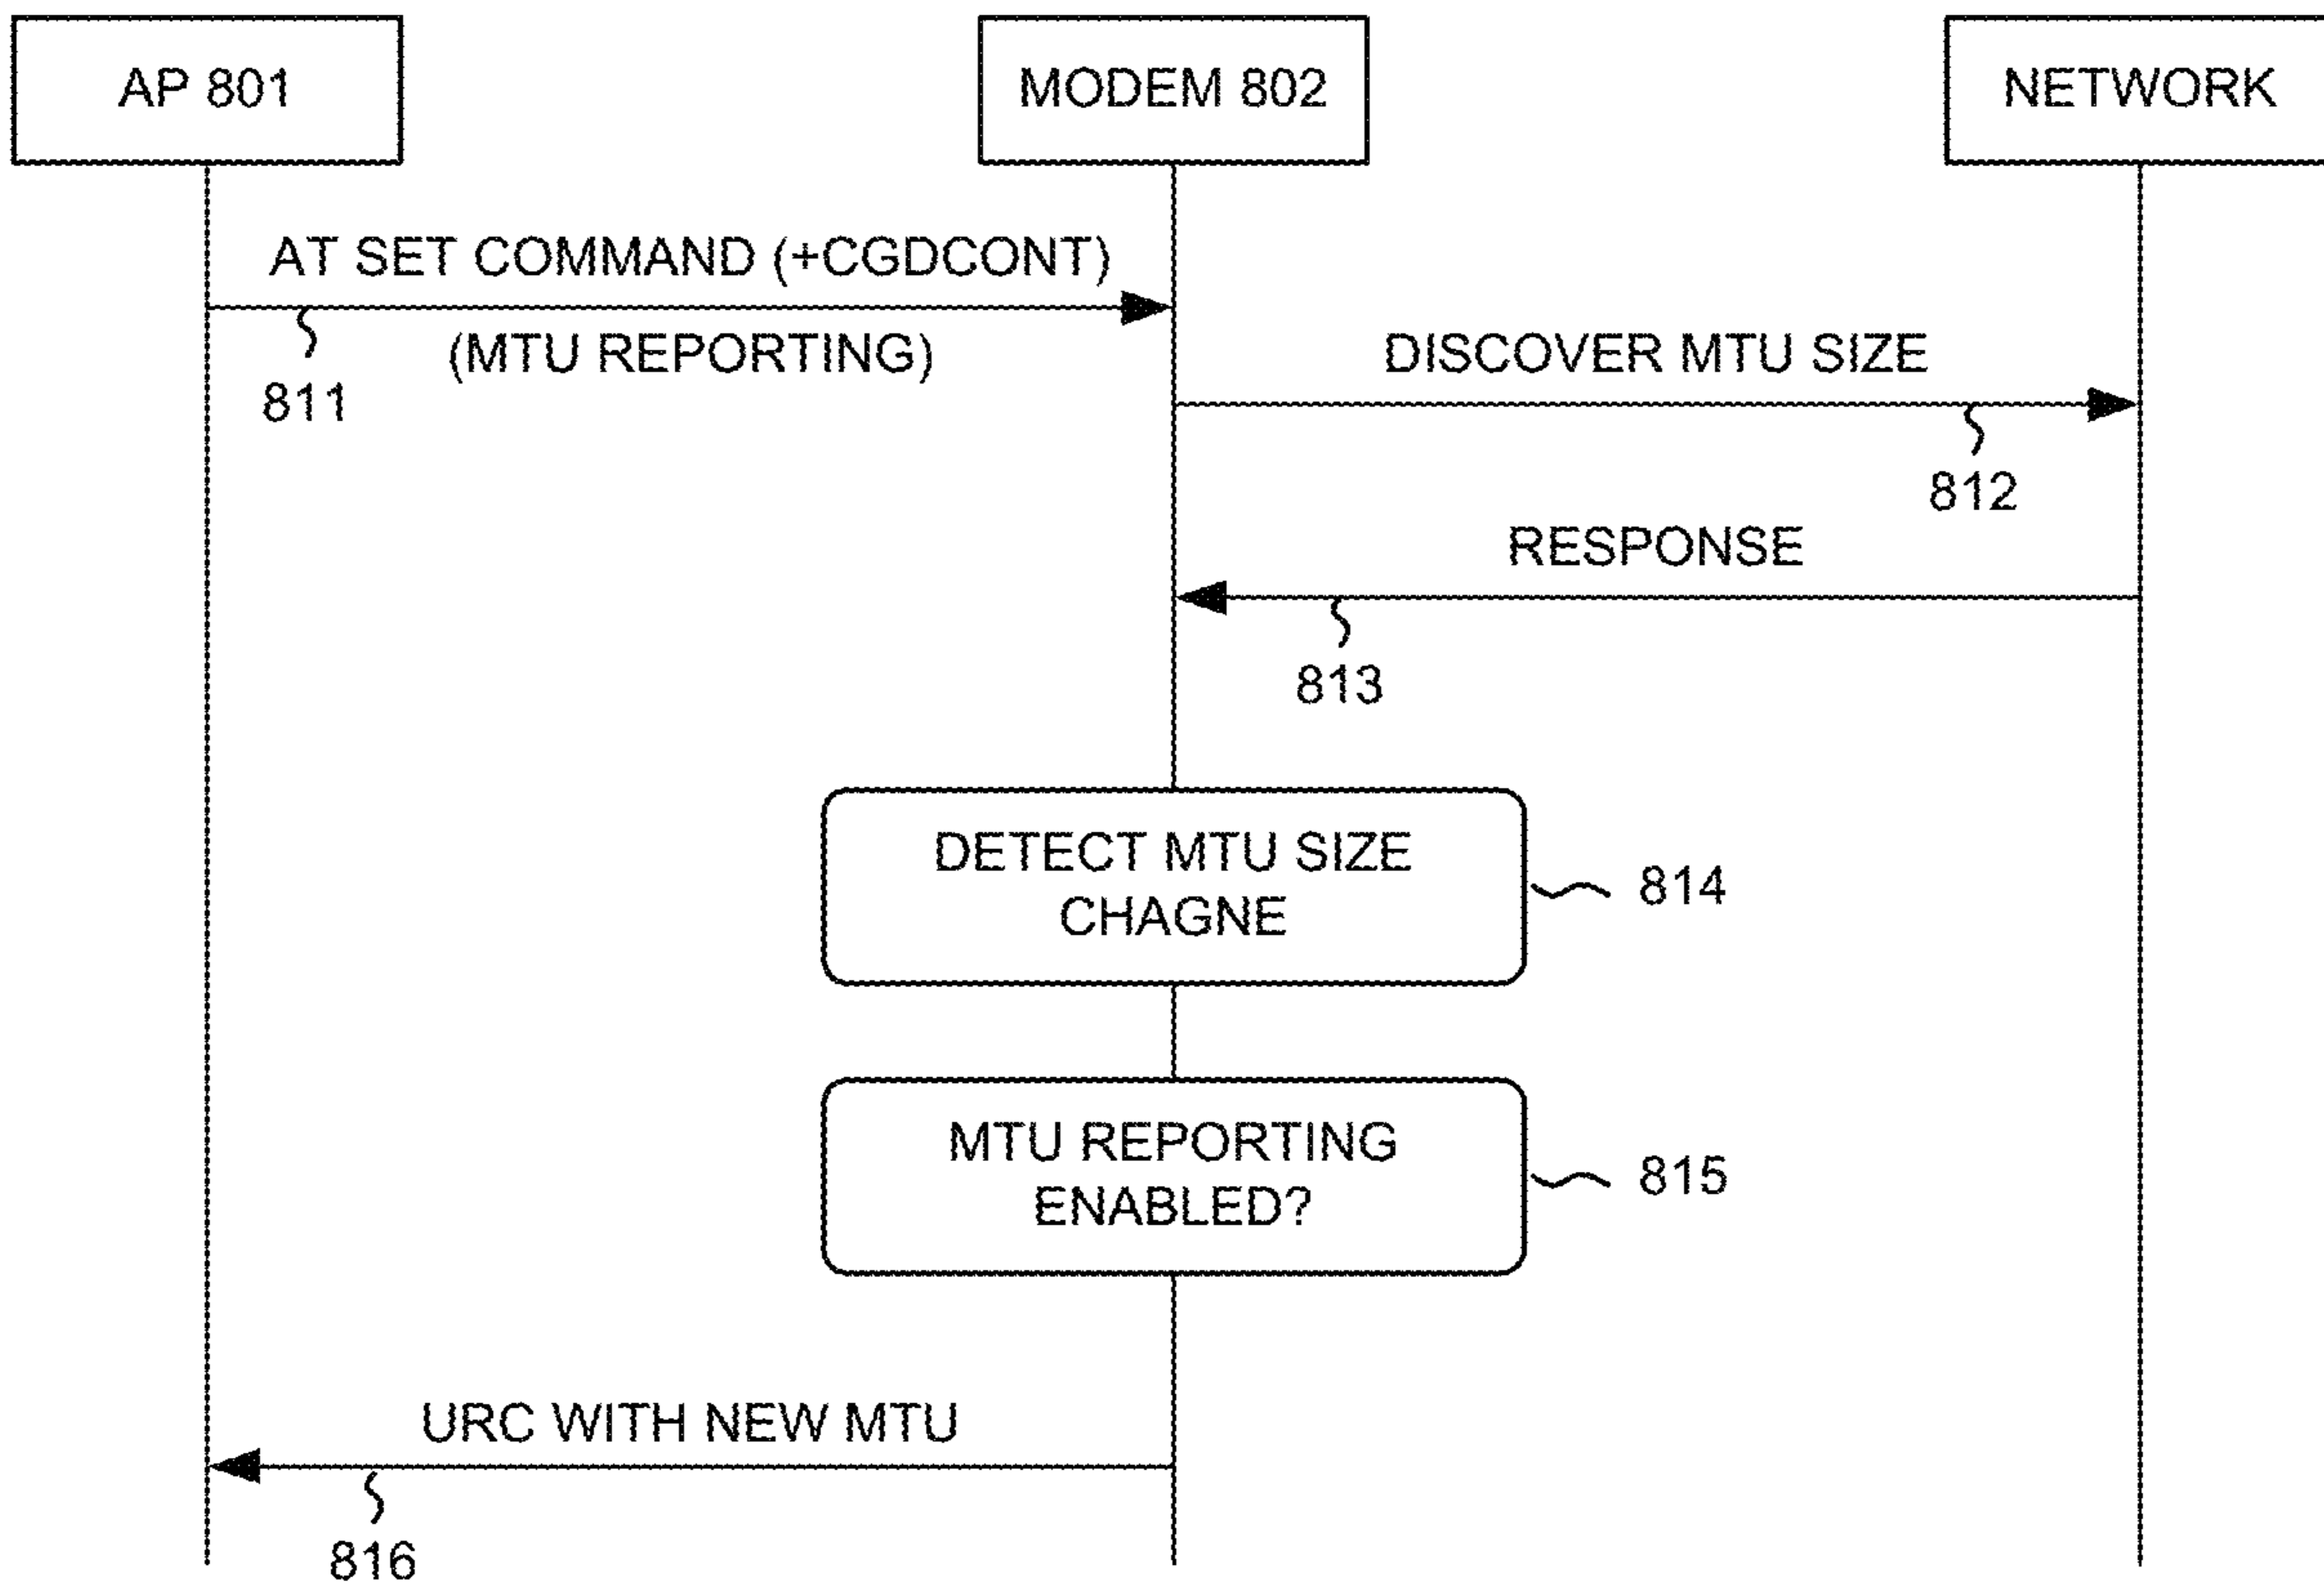 AP 801
MODEM 802
NETWORK
AT SET COMMAND (+CGDCONT)
(MTU REPORTING)
811
DISCOVER MTU SIZE
812
RESPONSE
813
DETECT MTU SIZE
CHAGNE
814
MTU REPORTING
ENABLED?
815
URC WITH NEW MTU
816